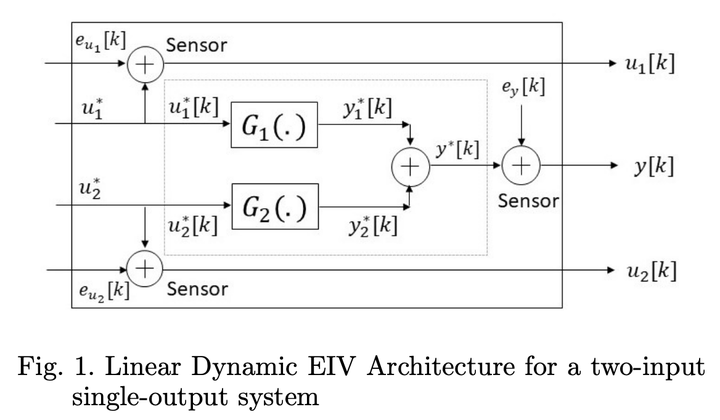 e_{u_1}[k]
Sensor
u_1[k]
e_y[k]
u_1^*
u_1^*[k]
G_1(.)
y_1^*[k]
+
y^*[k]
+
+
y[k]
u_2^*
G_2(.)
Sensor
u_2^*[k]
y_2^*[k]
+
u_2[k]
e_{u_2}[k]
Sensor
Fig. 1. Linear Dynamic EIV Architecture for a two-input
single-output system